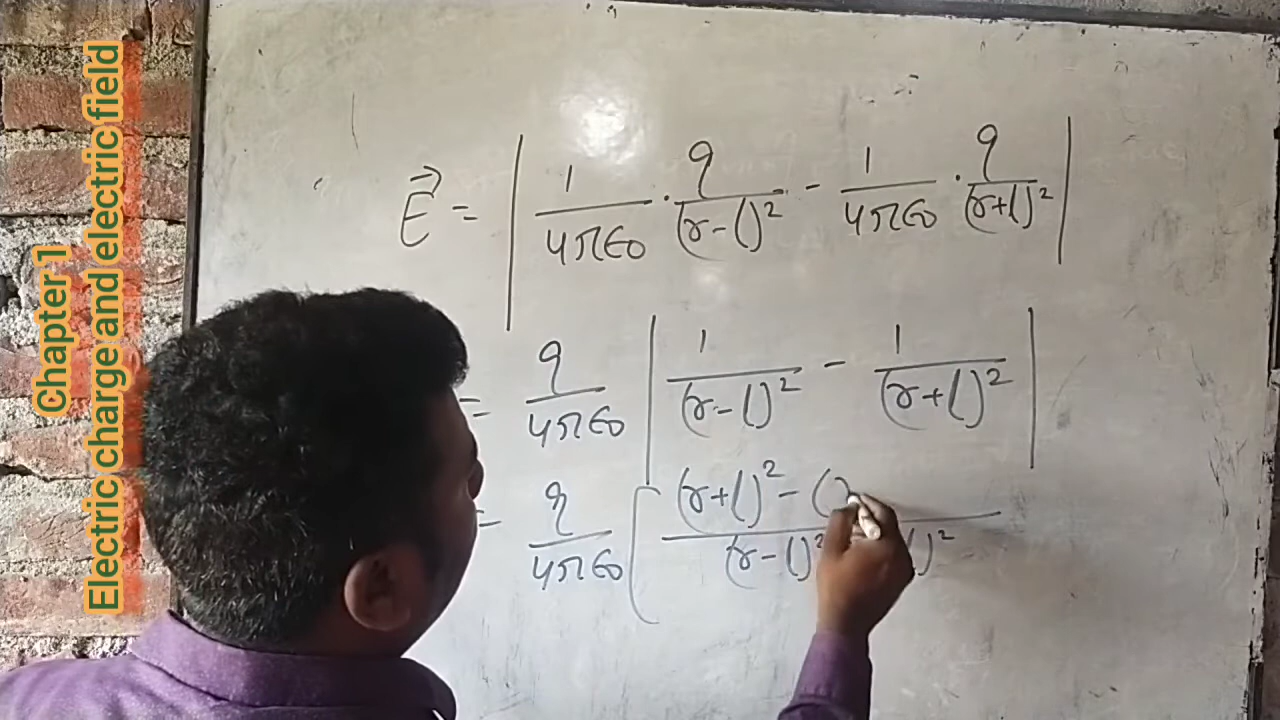 Chapter 1
Electric charge and electric field
E⃗ = | 1/4πε₀ · q/(r-l)² - 1/4πε₀ · q/(r+l)² |
= q/4πε₀ | 1/(r-l)² - 1/(r+l)² |
= q/4πε₀ [ (r+l)² - ( / (r-l)² l)²